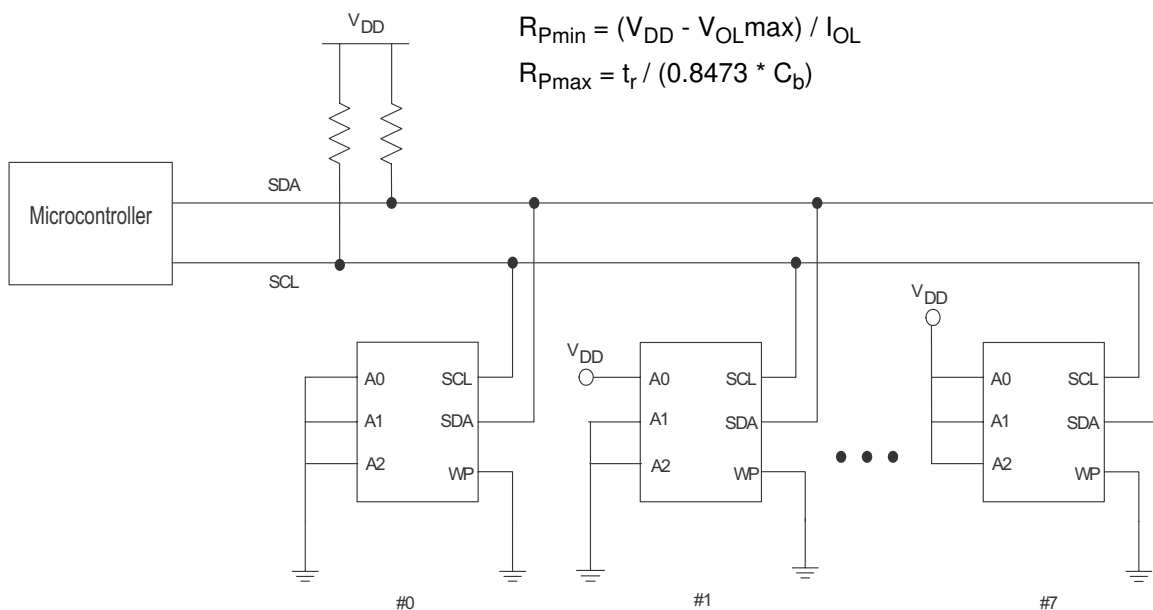 V_DD
R_Pmin = (V_DD - V_OLmax) / I_OL
R_Pmax = t_r / (0.8473 * C_b)
Microcontroller
SDA
SCL
V_DD
V_DD
A0
A1
A2
SCL
SDA
WP
A0
A1
A2
SCL
SDA
WP
A0
A1
A2
SCL
SDA
WP
#0
#1
#7